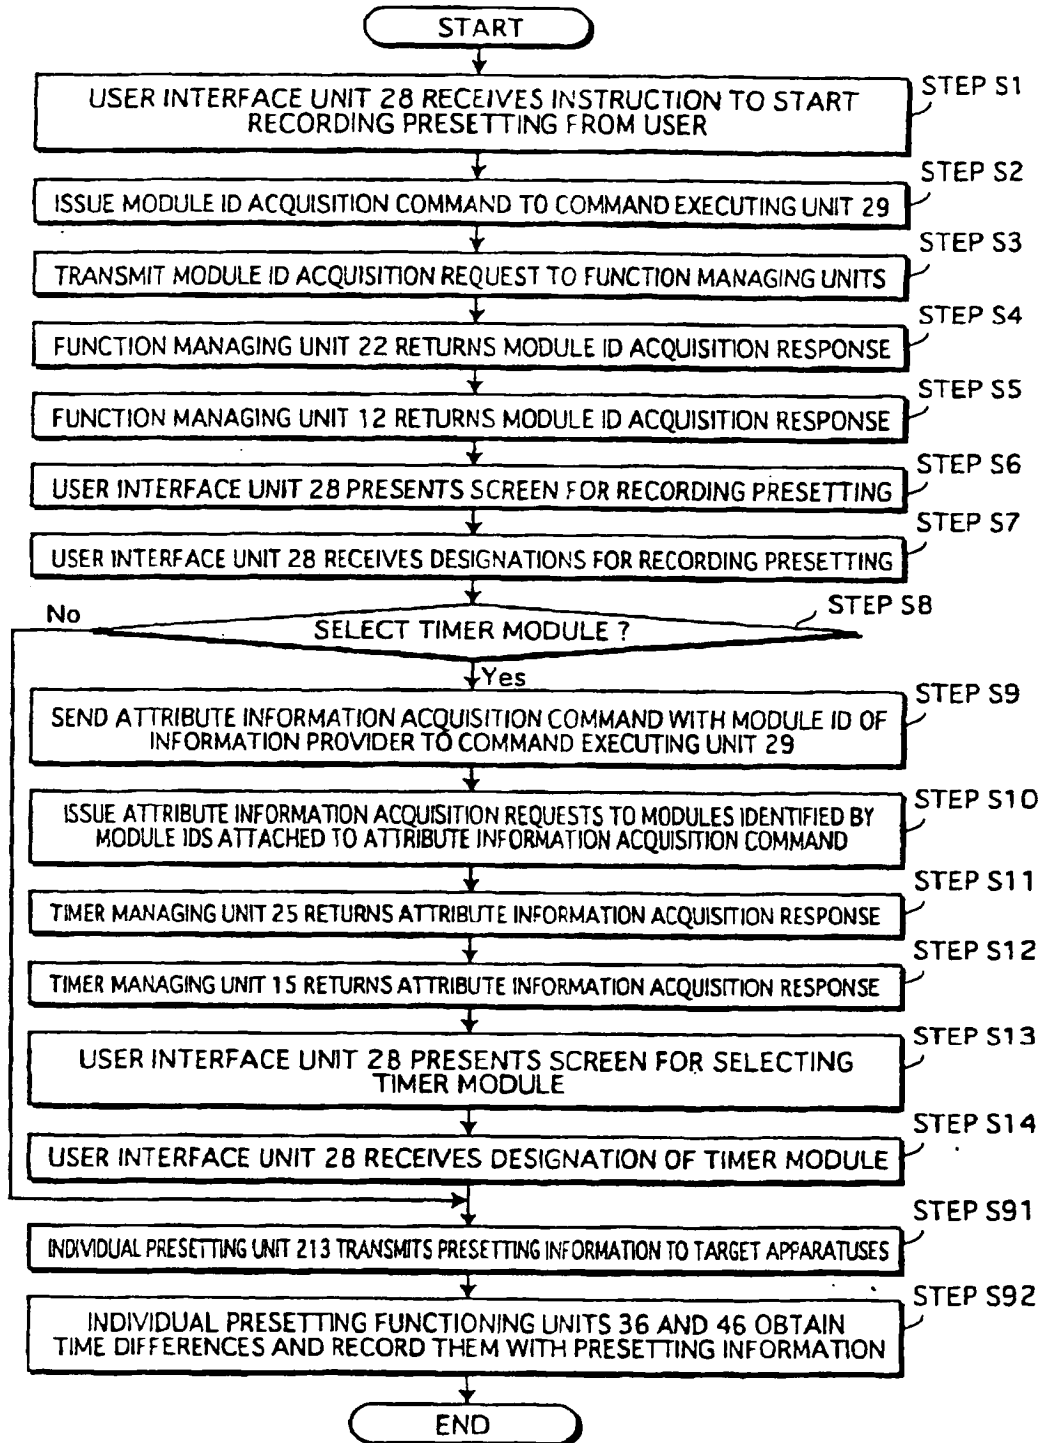 START
STEP S1
USER INTERFACE UNIT 28 RECEIVES INSTRUCTION TO START
RECORDING PRESETTING FROM USER
STEP S2
ISSUE MODULE ID ACQUISITION COMMAND TO COMMAND EXECUTING UNIT 29
STEP S3
TRANSMIT MODULE ID ACQUISITION REQUEST TO FUNCTION MANAGING UNITS
STEP S4
FUNCTION MANAGING UNIT 22 RETURNS MODULE ID ACQUISITION RESPONSE
STEP S5
FUNCTION MANAGING UNIT 12 RETURNS MODULE ID ACQUISITION RESPONSE
STEP S6
USER INTERFACE UNIT 28 PRESENTS SCREEN FOR RECORDING PRESETTING
STEP S7
USER INTERFACE UNIT 28 RECEIVES DESIGNATIONS FOR RECORDING PRESETTING
STEP S8
No
SELECT TIMER MODULE ?
Yes
STEP S9
SEND ATTRIBUTE INFORMATION ACQUISITION COMMAND WITH MODULE ID OF
INFORMATION PROVIDER TO COMMAND EXECUTING UNIT 29
STEP S10
ISSUE ATTRIBUTE INFORMATION ACQUISITION REQUESTS TO MODULES IDENTIFIED BY
MODULE IDS ATTACHED TO ATTRIBUTE INFORMATION ACQUISITION COMMAND
STEP S11
TIMER MANAGING UNIT 25 RETURNS ATTRIBUTE INFORMATION ACQUISITION RESPONSE
STEP S12
TIMER MANAGING UNIT 15 RETURNS ATTRIBUTE INFORMATION ACQUISITION RESPONSE
STEP S13
USER INTERFACE UNIT 28 PRESENTS SCREEN FOR SELECTING
TIMER MODULE
STEP S14
USER INTERFACE UNIT 28 RECEIVES DESIGNATION OF TIMER MODULE
STEP S91
INDIVIDUAL PRESETTING UNIT 213 TRANSMITS PRESETTING INFORMATION TO TARGET APPARATUSES
STEP S92
INDIVIDUAL PRESETTING FUNCTIONING UNITS 36 AND 46 OBTAIN
TIME DIFFERENCES AND RECORD THEM WITH PRESETTING INFORMATION
END